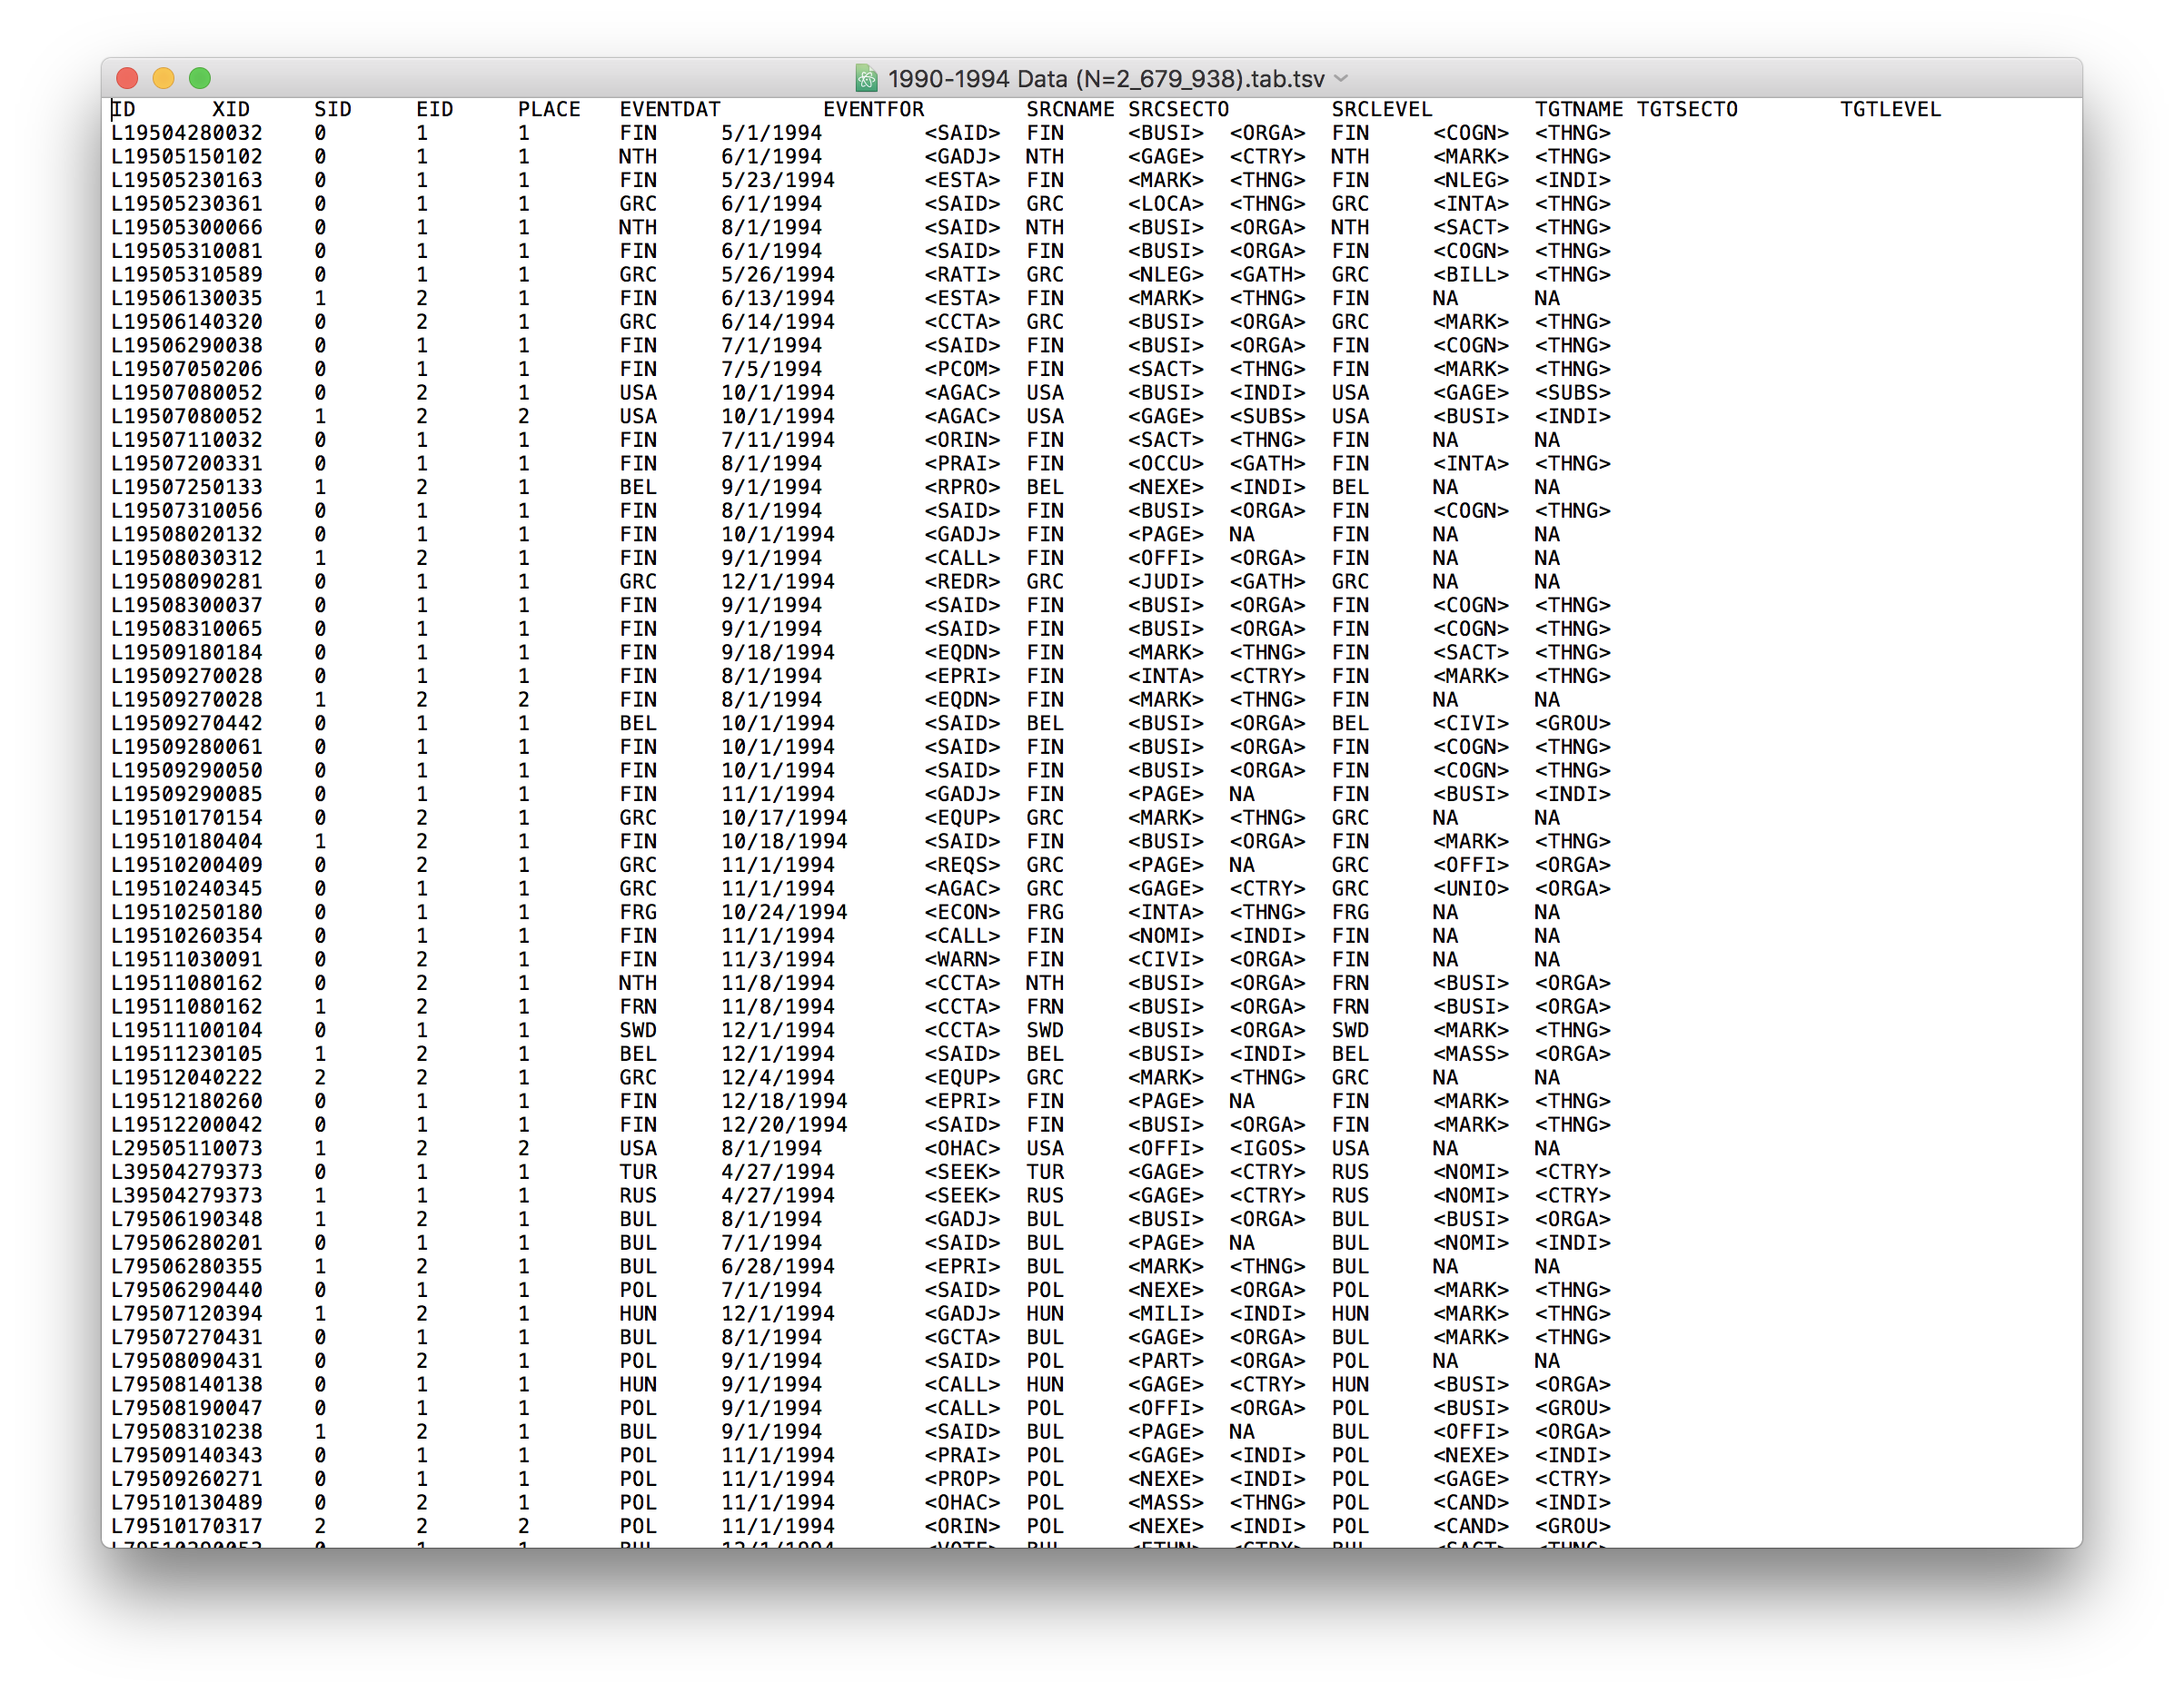 1990-1994 Data (N=2_679_938).tab.tsv
ID XID SID EID PLACE EVENTDAT EVENTFOR SRCNAME SRCSECTO SRCLEVEL TGTNAME TGTSECTO TGTLEVEL
L19504280032 0 1 1 FIN 5/1/1994 <SAID> FIN <BUSI> <ORGA> FIN <COGN> <THNG>
L19505150102 0 1 1 NTH 6/1/1994 <GADJ> NTH <GAGE> <CTRY> NTH <MARK> <THNG>
L19505230163 0 1 1 FIN 5/23/1994 <ESTA> FIN <MARK> <THNG> FIN <NLEG> <INDI>
L19505230361 0 1 1 GRC 6/1/1994 <SAID> GRC <LOCA> <THNG> GRC <INTA> <THNG>
L19505300066 0 1 1 NTH 8/1/1994 <SAID> NTH <BUSI> <ORGA> NTH <SACT> <THNG>
L19505310081 0 1 1 FIN 6/1/1994 <SAID> FIN <BUSI> <ORGA> FIN <COGN> <THNG>
L19505310589 0 1 1 GRC 5/26/1994 <RATI> GRC <NLEG> <GATH> GRC <BILL> <THNG>
L19506130035 1 2 1 FIN 6/13/1994 <ESTA> FIN <MARK> <THNG> FIN NA NA
L19506140320 0 2 1 GRC 6/14/1994 <CCTA> GRC <BUSI> <ORGA> GRC <MARK> <THNG>
L19506290038 0 1 1 FIN 7/1/1994 <SAID> FIN <BUSI> <ORGA> FIN <COGN> <THNG>
L19507050206 0 1 1 FIN 7/5/1994 <PCOM> FIN <SACT> <THNG> FIN <MARK> <THNG>
L19507080052 0 2 1 USA 10/1/1994 <AGAC> USA <BUSI> <INDI> USA <GAGE> <SUBS>
L19507080052 1 2 2 USA 10/1/1994 <AGAC> USA <GAGE> <SUBS> USA <BUSI> <INDI>
L19507110032 0 1 1 FIN 7/11/1994 <ORIN> FIN <SACT> <THNG> FIN NA NA
L19507200331 0 1 1 FIN 8/1/1994 <PRAI> FIN <OCCU> <GATH> FIN <INTA> <THNG>
L19507250133 1 2 1 BEL 9/1/1994 <RPRO> BEL <NEXE> <INDI> BEL NA NA
L19507310056 0 1 1 FIN 8/1/1994 <SAID> FIN <BUSI> <ORGA> FIN <COGN> <THNG>
L19508020132 0 1 1 FIN 10/1/1994 <GADJ> FIN <PAGE> NA FIN NA NA
L19508030312 1 2 1 FIN 9/1/1994 <CALL> FIN <OFFI> <ORGA> FIN NA NA
L19508090281 0 1 1 GRC 12/1/1994 <REDR> GRC <JUDI> <GATH> GRC NA NA
L19508300037 0 1 1 FIN 9/1/1994 <SAID> FIN <BUSI> <ORGA> FIN <COGN> <THNG>
L19508310065 0 1 1 FIN 9/1/1994 <SAID> FIN <BUSI> <ORGA> FIN <COGN> <THNG>
L19509180184 0 1 1 FIN 9/18/1994 <EQDN> FIN <MARK> <THNG> FIN <SACT> <THNG>
L19509270028 0 1 1 FIN 8/1/1994 <EPRI> FIN <INTA> <CTRY> FIN <MARK> <THNG>
L19509270028 1 2 2 FIN 8/1/1994 <EQDN> FIN <MARK> <THNG> FIN NA NA
L19509270442 0 1 1 BEL 10/1/1994 <SAID> BEL <BUSI> <ORGA> BEL <CIVI> <GROU>
L19509280061 0 1 1 FIN 10/1/1994 <SAID> FIN <BUSI> <ORGA> FIN <COGN> <THNG>
L19509290050 0 1 1 FIN 10/1/1994 <SAID> FIN <BUSI> <ORGA> FIN <COGN> <THNG>
L19509290085 0 1 1 FIN 11/1/1994 <GADJ> FIN <PAGE> NA FIN <BUSI> <INDI>
L19510170154 0 2 1 GRC 10/17/1994 <EQUP> GRC <MARK> <THNG> GRC NA NA
L19510180404 1 2 1 FIN 10/18/1994 <SAID> FIN <BUSI> <ORGA> FIN <MARK> <THNG>
L19510200409 0 2 1 GRC 11/1/1994 <REQS> GRC <PAGE> NA GRC <OFFI> <ORGA>
L19510240345 0 1 1 GRC 11/1/1994 <AGAC> GRC <GAGE> <CTRY> GRC <UNIO> <ORGA>
L19510250180 0 1 1 FRG 10/24/1994 <ECON> FRG <INTA> <THNG> FRG NA NA
L19510260354 0 1 1 FIN 11/1/1994 <CALL> FIN <NOMI> <INDI> FIN NA NA
L19511030091 0 2 1 FIN 11/3/1994 <WARN> FIN <CIVI> <ORGA> FIN NA NA
L19511080162 0 2 1 NTH 11/8/1994 <CCTA> NTH <BUSI> <ORGA> FRN <BUSI> <ORGA>
L19511080162 1 2 1 FRN 11/8/1994 <CCTA> FRN <BUSI> <ORGA> FRN <BUSI> <ORGA>
L19511100104 0 1 1 SWD 12/1/1994 <CCTA> SWD <BUSI> <ORGA> SWD <MARK> <THNG>
L19511230105 1 2 1 BEL 12/1/1994 <SAID> BEL <BUSI> <INDI> BEL <MASS> <ORGA>
L19512040222 2 2 1 GRC 12/4/1994 <EQUP> GRC <MARK> <THNG> GRC NA NA
L19512180260 0 1 1 FIN 12/18/1994 <EPRI> FIN <PAGE> NA FIN <MARK> <THNG>
L19512200042 0 1 1 FIN 12/20/1994 <SAID> FIN <BUSI> <ORGA> FIN <MARK> <THNG>
L29505110073 1 2 2 USA 8/1/1994 <OHAC> USA <OFFI> <IGOS> USA NA NA
L39504279373 0 1 1 TUR 4/27/1994 <SEEK> TUR <GAGE> <CTRY> RUS <NOMI> <CTRY>
L39504279373 1 1 1 RUS 4/27/1994 <SEEK> RUS <GAGE> <CTRY> RUS <NOMI> <CTRY>
L79506190348 1 2 1 BUL 8/1/1994 <GADJ> BUL <BUSI> <ORGA> BUL <BUSI> <ORGA>
L79506280201 0 1 1 BUL 7/1/1994 <SAID> BUL <PAGE> NA BUL <NOMI> <INDI>
L79506280355 1 2 1 BUL 6/28/1994 <EPRI> BUL <MARK> <THNG> BUL NA NA
L79506290440 0 1 1 POL 7/1/1994 <SAID> POL <NEXE> <ORGA> POL <MARK> <THNG>
L79507120394 1 2 1 HUN 12/1/1994 <GADJ> HUN <MILI> <INDI> HUN <MARK> <THNG>
L79507270431 0 1 1 BUL 8/1/1994 <GCTA> BUL <GAGE> <ORGA> BUL <MARK> <THNG>
L79508090431 0 2 1 POL 9/1/1994 <SAID> POL <PART> <ORGA> POL NA NA
L79508140138 0 1 1 HUN 9/1/1994 <CALL> HUN <GAGE> <CTRY> HUN <BUSI> <ORGA>
L79508190047 0 1 1 POL 9/1/1994 <CALL> POL <OFFI> <ORGA> POL <BUSI> <GROU>
L79508310238 1 2 1 BUL 9/1/1994 <SAID> BUL <PAGE> NA BUL <OFFI> <ORGA>
L79509140343 0 1 1 POL 11/1/1994 <PRAI> POL <GAGE> <INDI> POL <NEXE> <INDI>
L79509260271 0 1 1 POL 11/1/1994 <PROP> POL <NEXE> <INDI> POL <GAGE> <CTRY>
L79510130489 0 2 1 POL 11/1/1994 <OHAC> POL <MASS> <THNG> POL <CAND> <INDI>
L79510170317 2 2 2 POL 11/1/1994 <ORIN> POL <NEXE> <INDI> POL <CAND> <GROU>